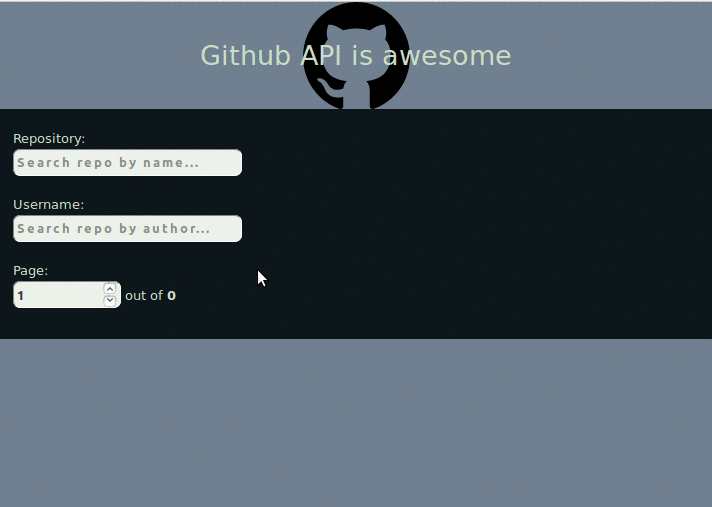 Github API is awesome
Repository:
Search repo by name...
Username:
Search repo by author...
Page:
1 out of 0